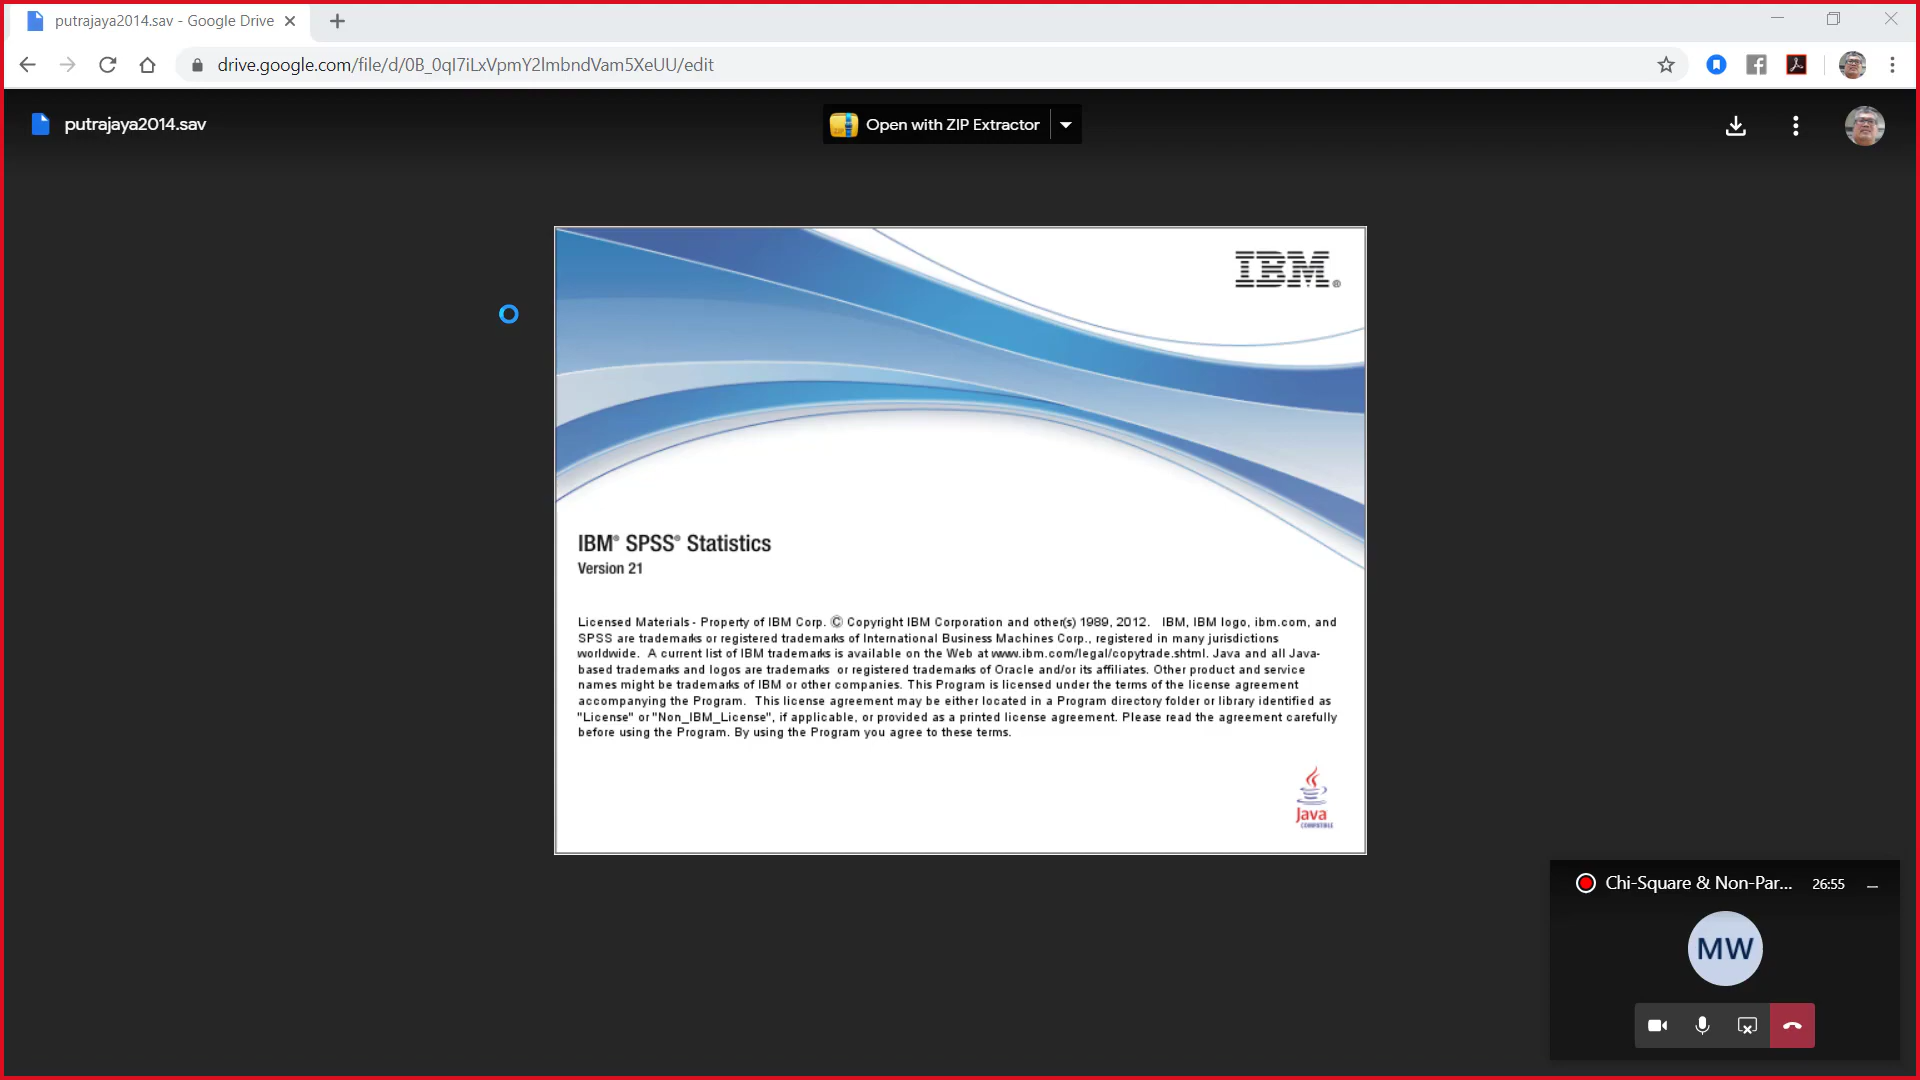 putrajaya2014.sav - Google Drive
drive.google.com/file/d/0B_0qI7iLxVpmY2lmbndVam5XeUU/edit
putrajaya2014.sav
Open with ZIP Extractor
IBM®
IBM® SPSS® Statistics
Version 21
Licensed Materials - Property of IBM Corp. © Copyright IBM Corporation and other(s) 1989, 2012. IBM, IBM logo, ibm.com, and
SPSS are trademarks or registered trademarks of International Business Machines Corp., registered in many jurisdictions
worldwide. A current list of IBM trademarks is available on the Web at www.ibm.com/legal/copytrade.shtml. Java and all Java-
based trademarks and logos are trademarks or registered trademarks of Oracle and/or its affiliates. Other product and service
names might be trademarks of IBM or other companies. This Program is licensed under the terms of the license agreement
accompanying the Program. This license agreement may be either located in a Program directory folder or library identified as
"License" or "Non_IBM_License", if applicable, or provided as a printed license agreement. Please read the agreement carefully
before using the Program. By using the Program you agree to these terms.
Java
COMPATIBLE
Chi-Square & Non-Par... 26:55
MW